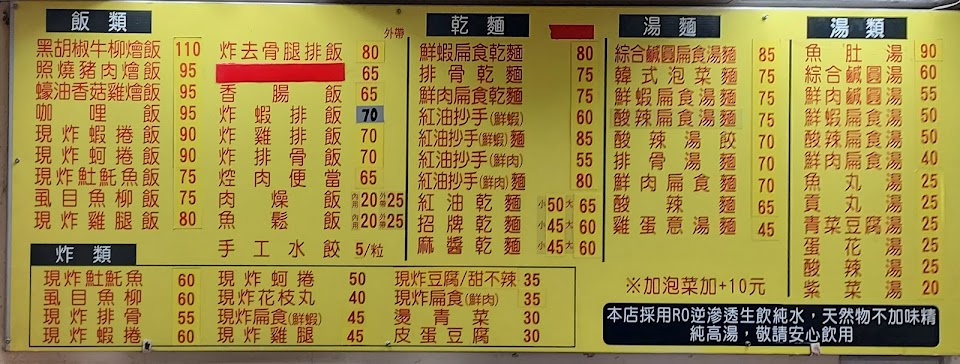 飯類
黑胡椒牛柳燴飯 110
照燒豬肉燴飯 95
蠔油香菇雞燴飯 95
咖哩飯 95
現炸蝦捲飯 90
現炸蚵捲飯 90
現炸魠魠魚飯 75
虱目魚柳飯 75
現炸雞腿飯 80
外帶
炸去骨腿排飯 80
65
香腸飯 65
炸蝦排飯 70
炸雞排飯 70
炸排骨飯 70
焢肉便當 65
肉燥飯 內用20 外帶25
魚鬆飯 內用20 外帶25
手工水餃 5/粒
炸類
現炸魠魠魚 60
虱目魚柳 60
現炸排骨 55
現炸蝦捲 60
現炸蚵捲 50
現炸花枝丸 40
現炸扁食(鮮蝦) 45
現炸雞腿 45
現炸豆腐/甜不辣 35
現炸扁食(鮮肉) 35
燙青菜 30
皮蛋豆腐 30
乾麵
鮮蝦扁食乾麵 80
排骨乾麵 75
鮮肉扁食乾麵 75
紅油抄手(鮮蝦) 60
紅油抄手(鮮蝦)麵 85
紅油抄手(鮮肉) 55
紅油抄手(鮮肉)麵 80
紅油乾麵 小50大65
招牌乾麵 小45大60
麻醬乾麵 小45大60
湯麵
綜合鹹圓扁食湯麵 85
韓式泡菜麵 75
鮮蝦扁食湯麵 75
酸辣扁食湯麵 75
酸辣湯餃 70
排骨湯麵 70
鮮肉扁食麵 70
酸辣麵 65
雞蛋意湯麵 45
※加泡菜加+10元
湯類
魚肚湯 90
綜合鹹圓湯 60
鮮肉鹹圓湯 55
鮮蝦扁食湯 50
酸辣扁食湯 50
鮮肉扁食湯 40
魚丸湯 25
貢丸湯 25
青菜豆腐湯 25
蛋花湯 25
酸辣湯 25
紫菜湯 20
本店採用RO逆滲透生飲純水，天然物不加味精
純高湯，敬請安心飲用